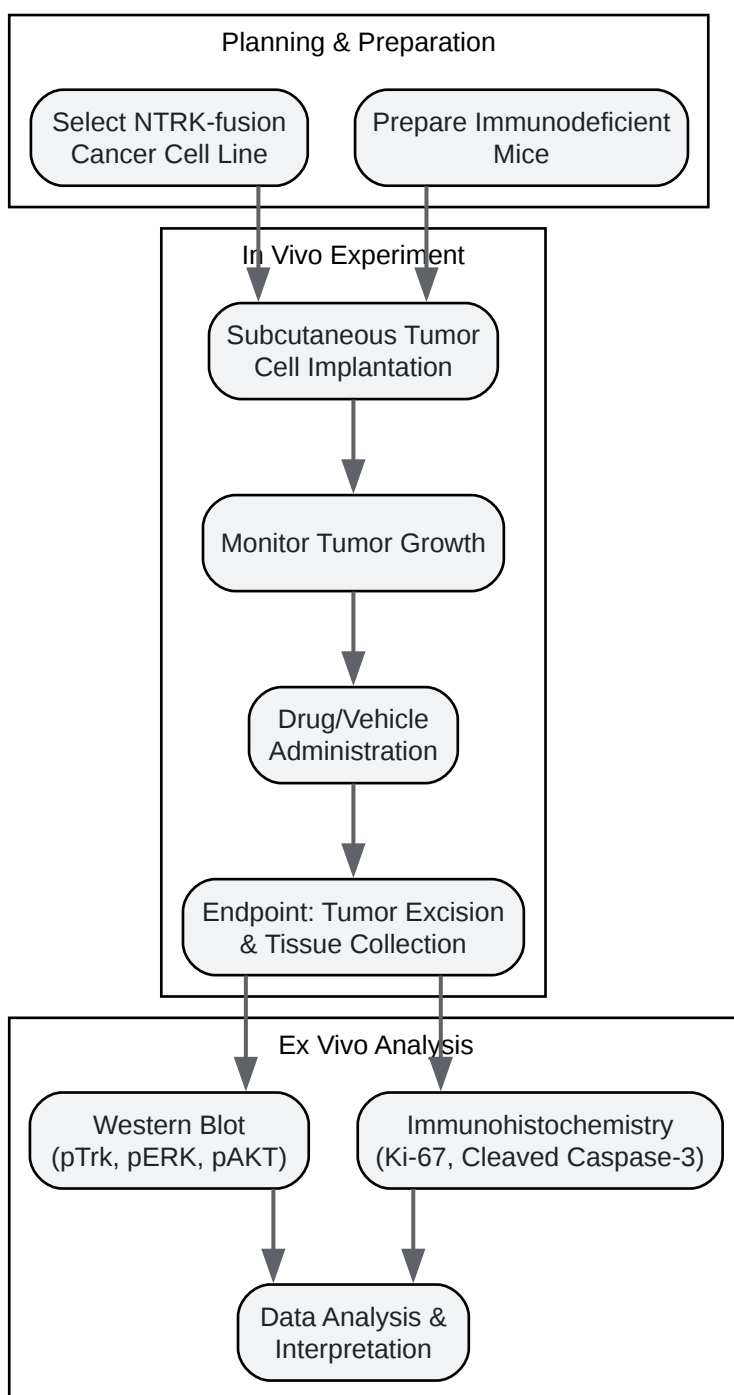 Planning & Preparation
Select NTRK-fusion
Cancer Cell Line
Prepare Immunodeficient
Mice
In Vivo Experiment
Subcutaneous Tumor
Cell Implantation
Monitor Tumor Growth
Drug/Vehicle
Administration
Endpoint: Tumor Excision
& Tissue Collection
Ex Vivo Analysis
Western Blot
(pTrk, pERK, pAKT)
Immunohistochemistry
(Ki-67, Cleaved Caspase-3)
Data Analysis &
Interpretation